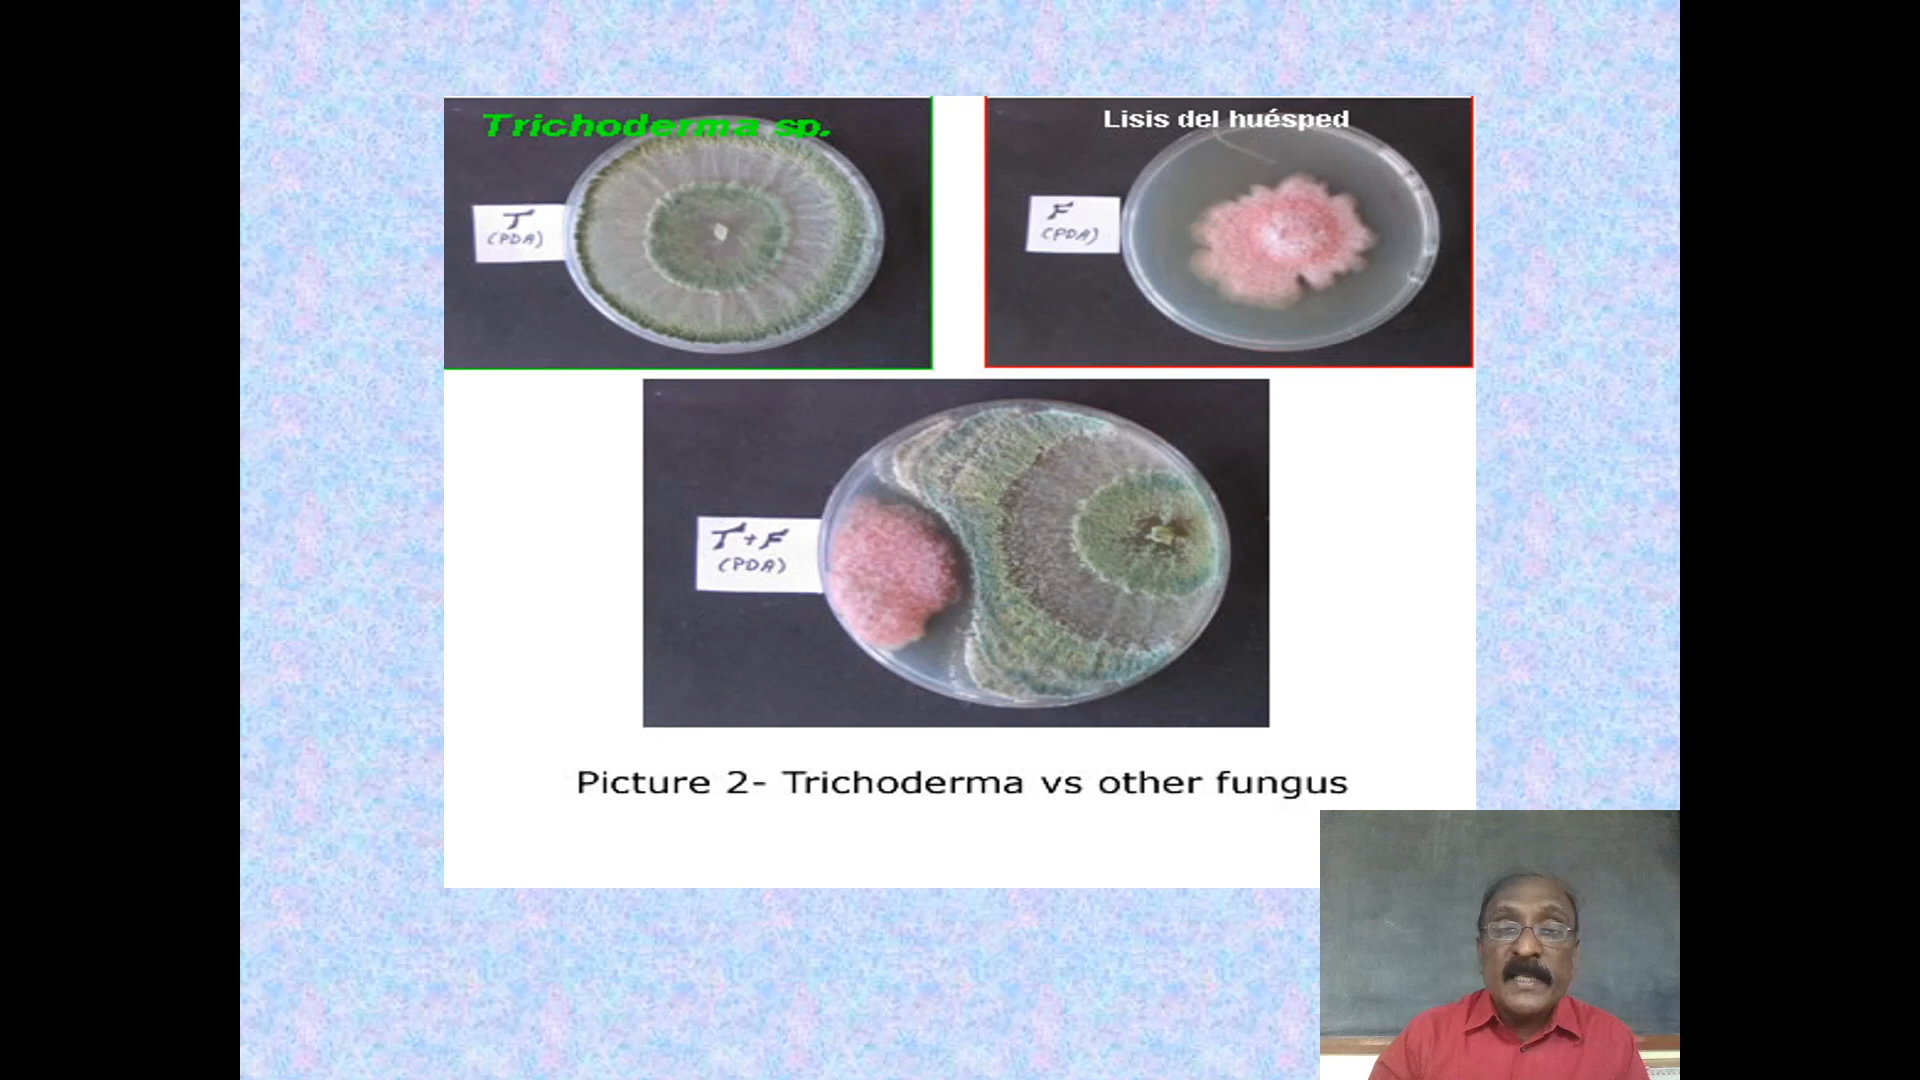 Trichoderma sp.
T
(PDA)
Lisis del huésped
F
(PDA)
T+F
(PDA)
Picture 2- Trichoderma vs other fungus